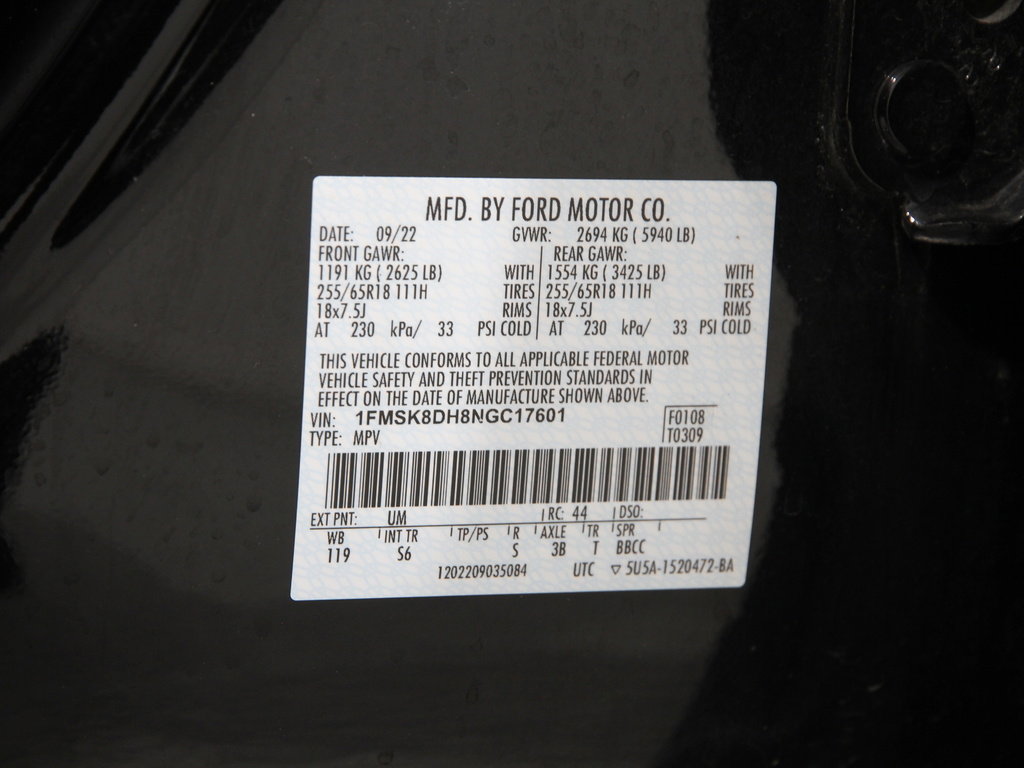 MFD. BY FORD MOTOR CO.
DATE: 09/22 GVWR: 2694 KG ( 5940 LB)
FRONT GAWR: REAR GAWR:
1191 KG ( 2625 LB) WITH 1554 KG ( 3425 LB) WITH
255/65R18 111H TIRES 255/65R18 111H TIRES
18x7.5J RIMS 18x7.5J RIMS
AT 230 kPa/ 33 PSI COLD AT 230 kPa/ 33 PSI COLD
THIS VEHICLE CONFORMS TO ALL APPLICABLE FEDERAL MOTOR
VEHICLE SAFETY AND THEFT PREVENTION STANDARDS IN
EFFECT ON THE DATE OF MANUFACTURE SHOWN ABOVE.
VIN: 1FMSK8DH8NGC17601 F0108
TYPE: MPV T0309
EXT PNT: UM RC: 44 DSO:
WB INT TR TP/PS R AXLE TR SPR
119 S6 S 3B T BBCC
1202209035084 UTC ▽ 5U5A-1520472-BA